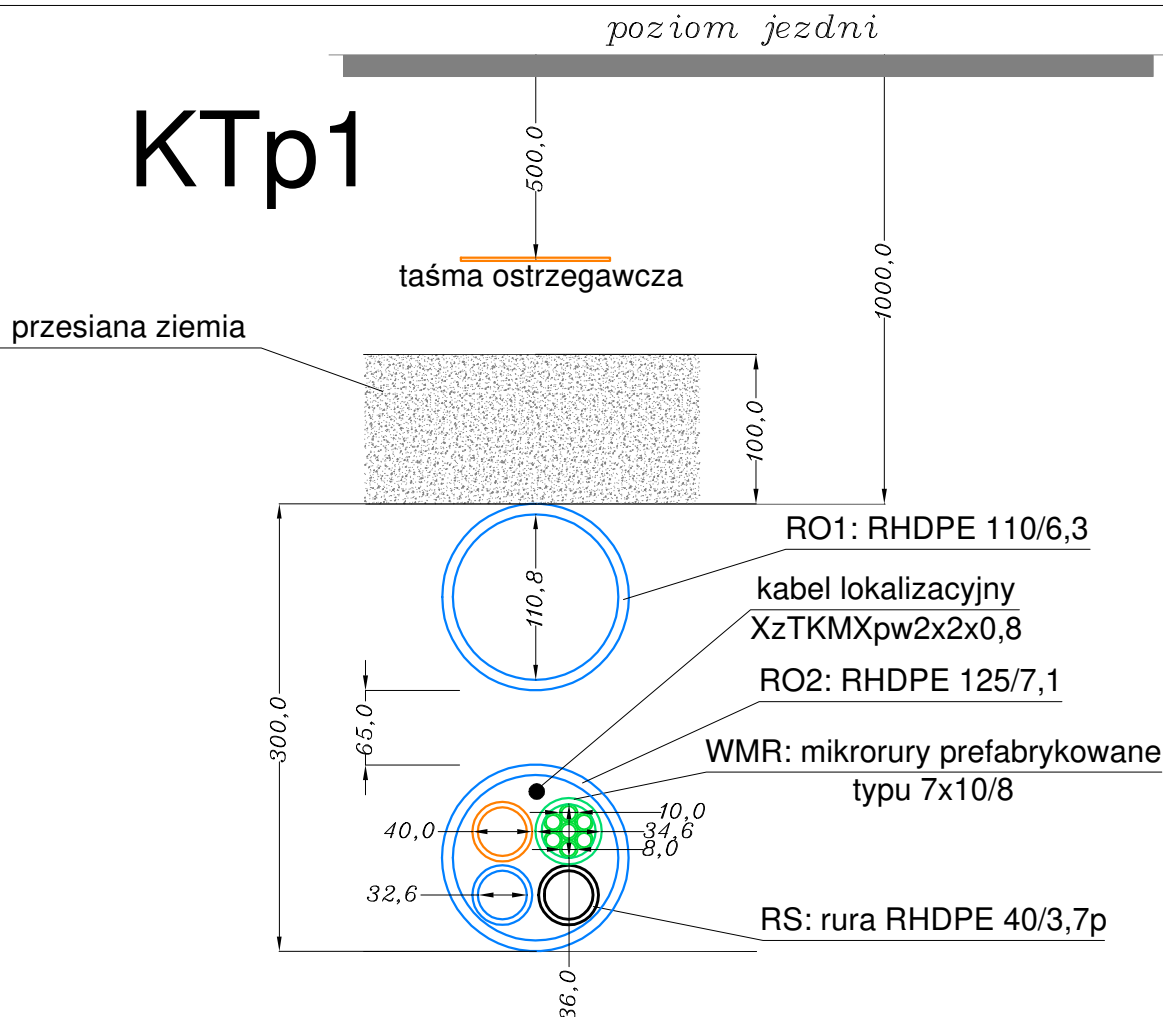 poziom jezdni
KTp1
500,0
1000,0
taśma ostrzegawcza
przesiana ziemia
100,0
RO1: RHDPE 110/6,3
110,8
kabel lokalizacyjny
XzTKMXpw2x2x0,8
RO2: RHDPE 125/7,1
300,0
65,0
WMR: mikrorury prefabrykowane
typu 7x10/8
10,0
40,0
34,6
8,0
32,6
RS: rura RHDPE 40/3,7p
36,0